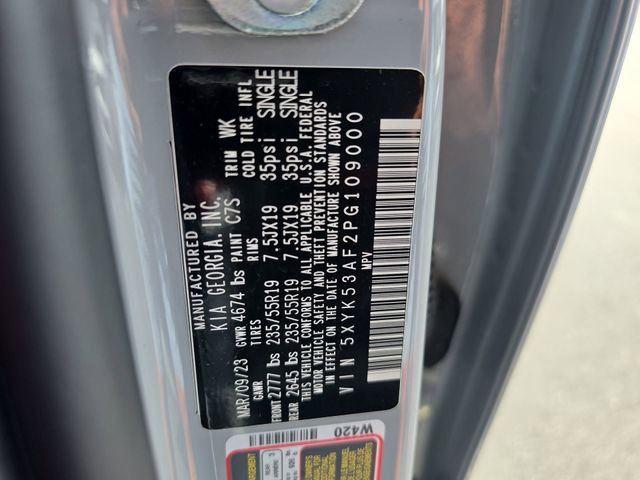 MANUFACTURED BY
KIA GEORGIA, INC.
MAR/09/23 GVWR 4674 lbs PAINT C7S TRIM WK
GAWR TIRES RIMS COLD TIRE INFL
FRONT 2777 lbs 235/55R19 7.5JX19 35psi SINGLE
REAR 2645 lbs 235/55R19 7.5JX19 35psi SINGLE
THIS VEHICLE CONFORMS TO ALL APPLICABLE U.S.A. FEDERAL
MOTOR VEHICLE SAFETY AND THEFT PREVENTION STANDARDS
IN EFFECT ON THE DATE OF MANUFACTURE SHOWN ABOVE
VIN 5XYK53AF2PG109000
MPV
W420